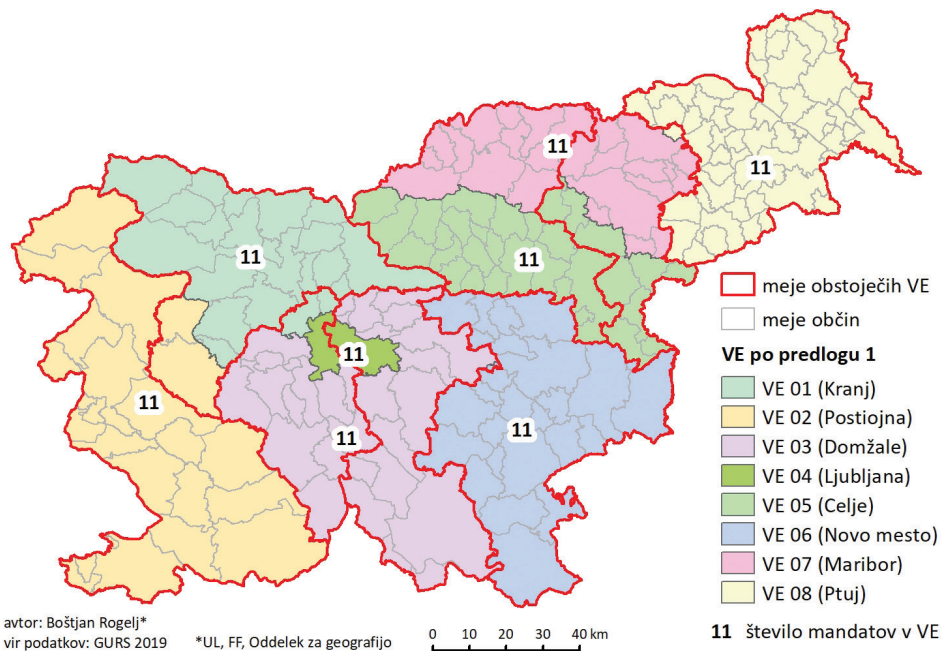 11
11
11
11
11
11
11
11
meje obstoječih VE
meje občin
VE po predlogu 1
VE 01 (Kranj)
VE 02 (Postiojna)
VE 03 (Domžale)
VE 04 (Ljubljana)
VE 05 (Celje)
VE 06 (Novo mesto)
VE 07 (Maribor)
VE 08 (Ptuj)
11 število mandatov v VE
avtor: Boštjan Rogelj*
vir podatkov: GURS 2019 *UL, FF, Oddelek za geografijo
0 10 20 30 40 km